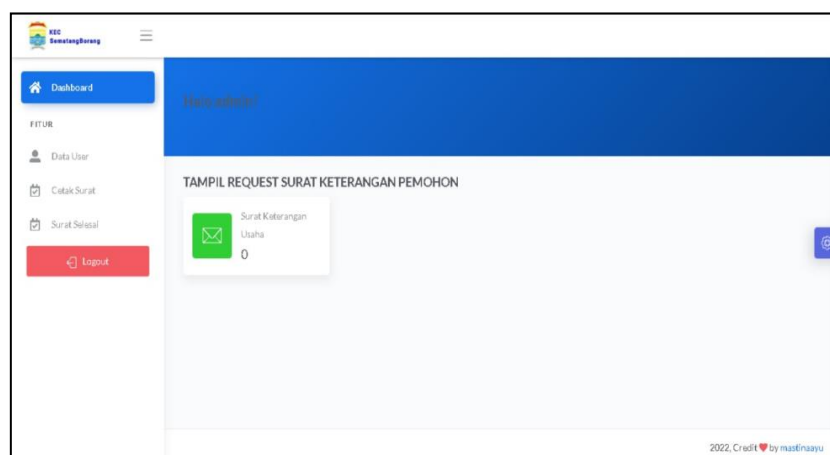 KEC
SematangBorang
Dashboard
FITUR
Data User
Cetak Surat
Surat Selesai
Logout
TAMPIL REQUEST SURAT KETERANGAN PEMOHON
Surat Keterangan
Usaha
0
2022, Credit ❤ by mastinaayu